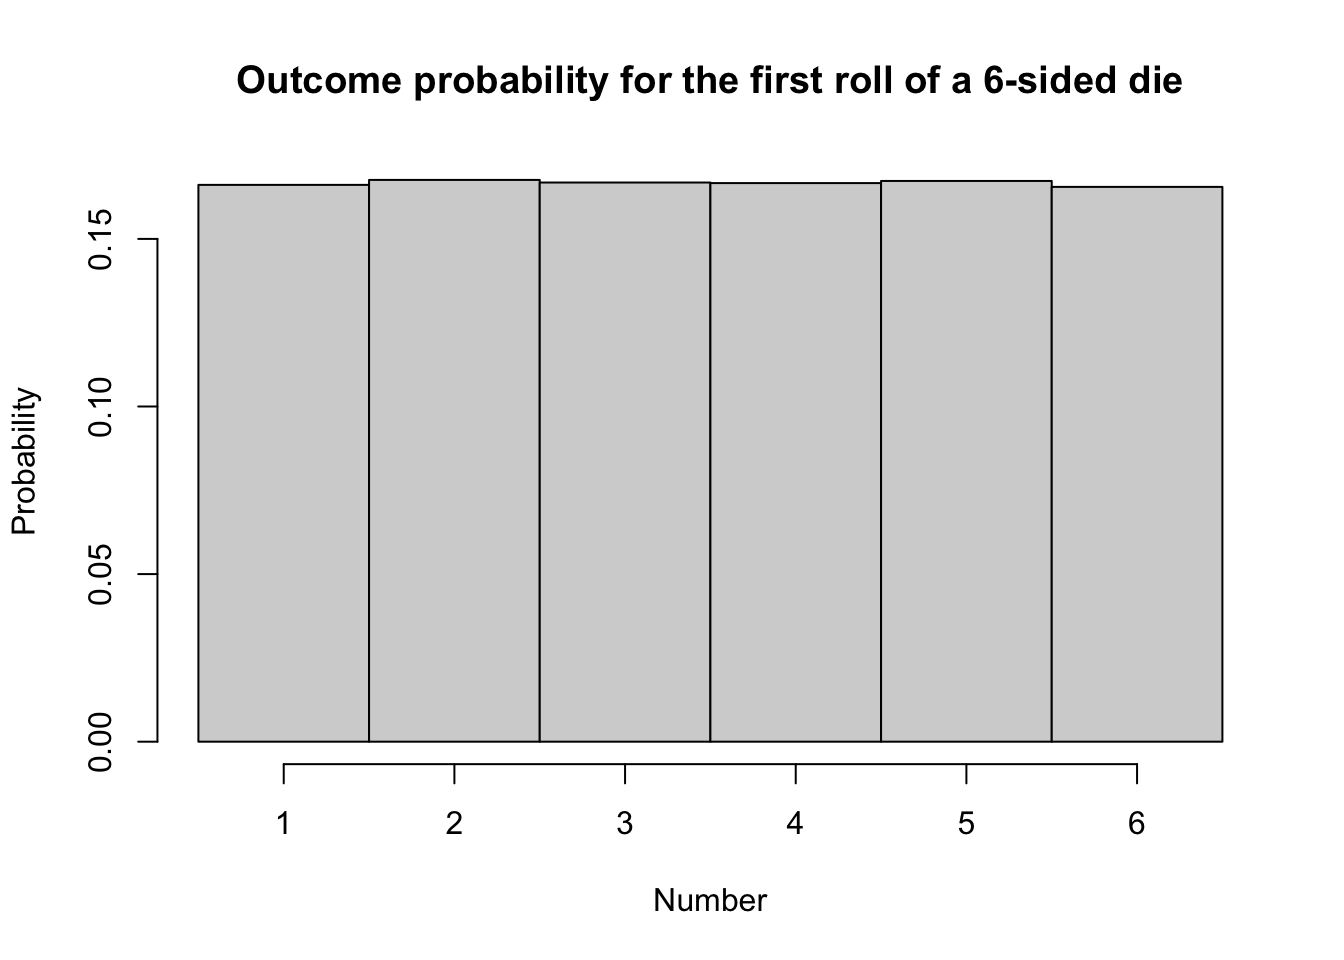 Outcome probability for the first roll of a 6-sided die
0.15
0.10
0.05
0.00
Probability
1 2 3 4 5 6
Number